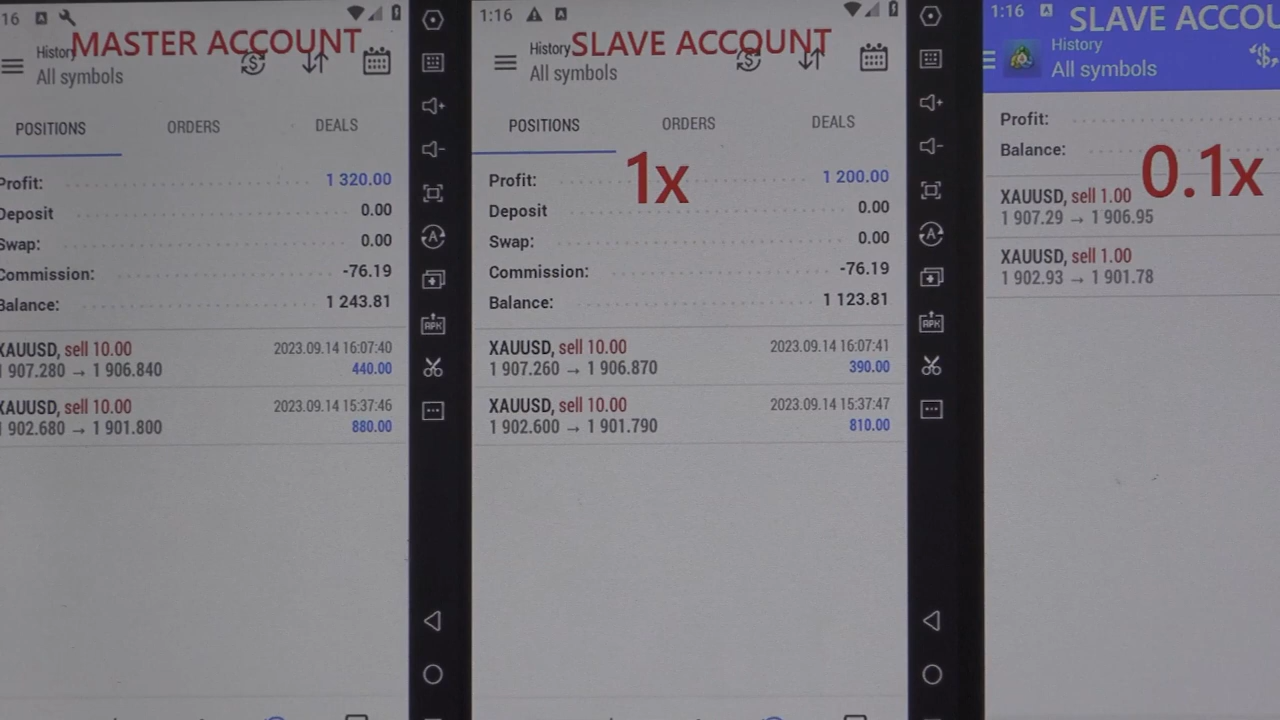 16
MASTER ACCOUNT
History
All symbols
POSITIONS
ORDERS
DEALS
Profit:
1 320.00
Deposit
0.00
Swap:
0.00
Commission:
-76.19
Balance:
1 243.81
XAUUSD, sell 10.00
2023.09.14 16:07:40
1 907.280 → 1 906.840
440.00
XAUUSD, sell 10.00
2023.09.14 15:37:46
1 902.680 → 1 901.800
880.00
A
APK
1:16
SLAVE ACCOUNT
History
All symbols
POSITIONS
ORDERS
DEALS
1x
Profit:
1 200.00
Deposit
0.00
Swap:
0.00
Commission:
-76.19
Balance:
1 123.81
XAUUSD, sell 10.00
2023.09.14 16:07:41
1 907.260 → 1 906.870
390.00
XAUUSD, sell 10.00
2023.09.14 15:37:47
1 902.600 → 1 901.790
810.00
A
APK
1:16
SLAVE ACCOU
History
All symbols
Profit:
Balance:
0.1x
XAUUSD, sell 1.00
1 907.29 → 1 906.95
XAUUSD, sell 1.00
1 902.93 → 1 901.78